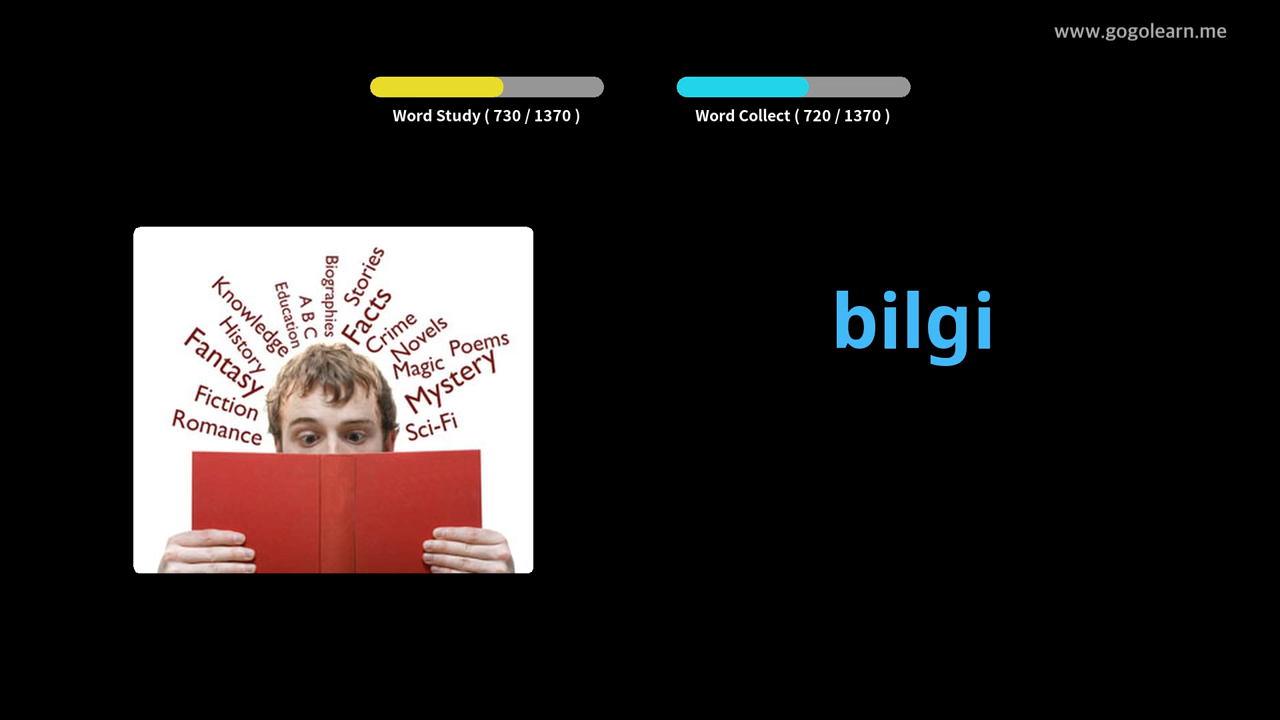 www.gogolearn.me
Word Study ( 730 / 1370 )
Word Collect ( 720 / 1370 )
Biographies
Stories
Education
A B C
Facts
Knowledge
Crime
History
Novels
Poems
Fantasy
Magic
Mystery
Fiction
Romance
Sci-Fi
bilgi